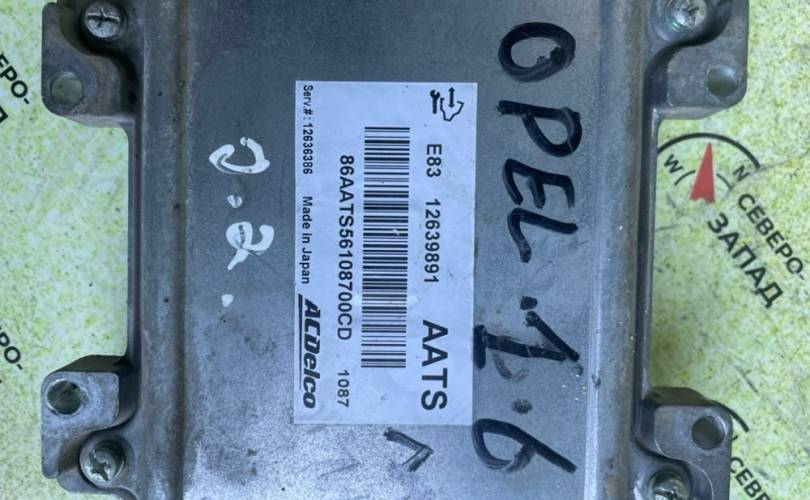 OPEL 1.6
E83 12639891 AATS
86AATS56108700CD 1087
Serv.#: 12636386 Made in Japan ACDelco
СЕВЕРО-
ЗАПАД
N
W